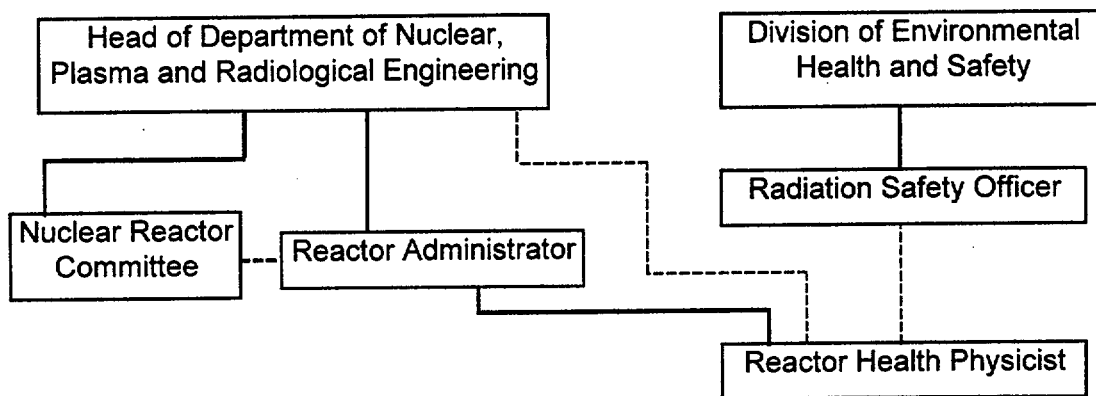 Head of Department of Nuclear,
Plasma and Radiological Engineering
Division of Environmental
Health and Safety
Radiation Safety Officer
Nuclear Reactor
Committee
Reactor Administrator
Reactor Health Physicist